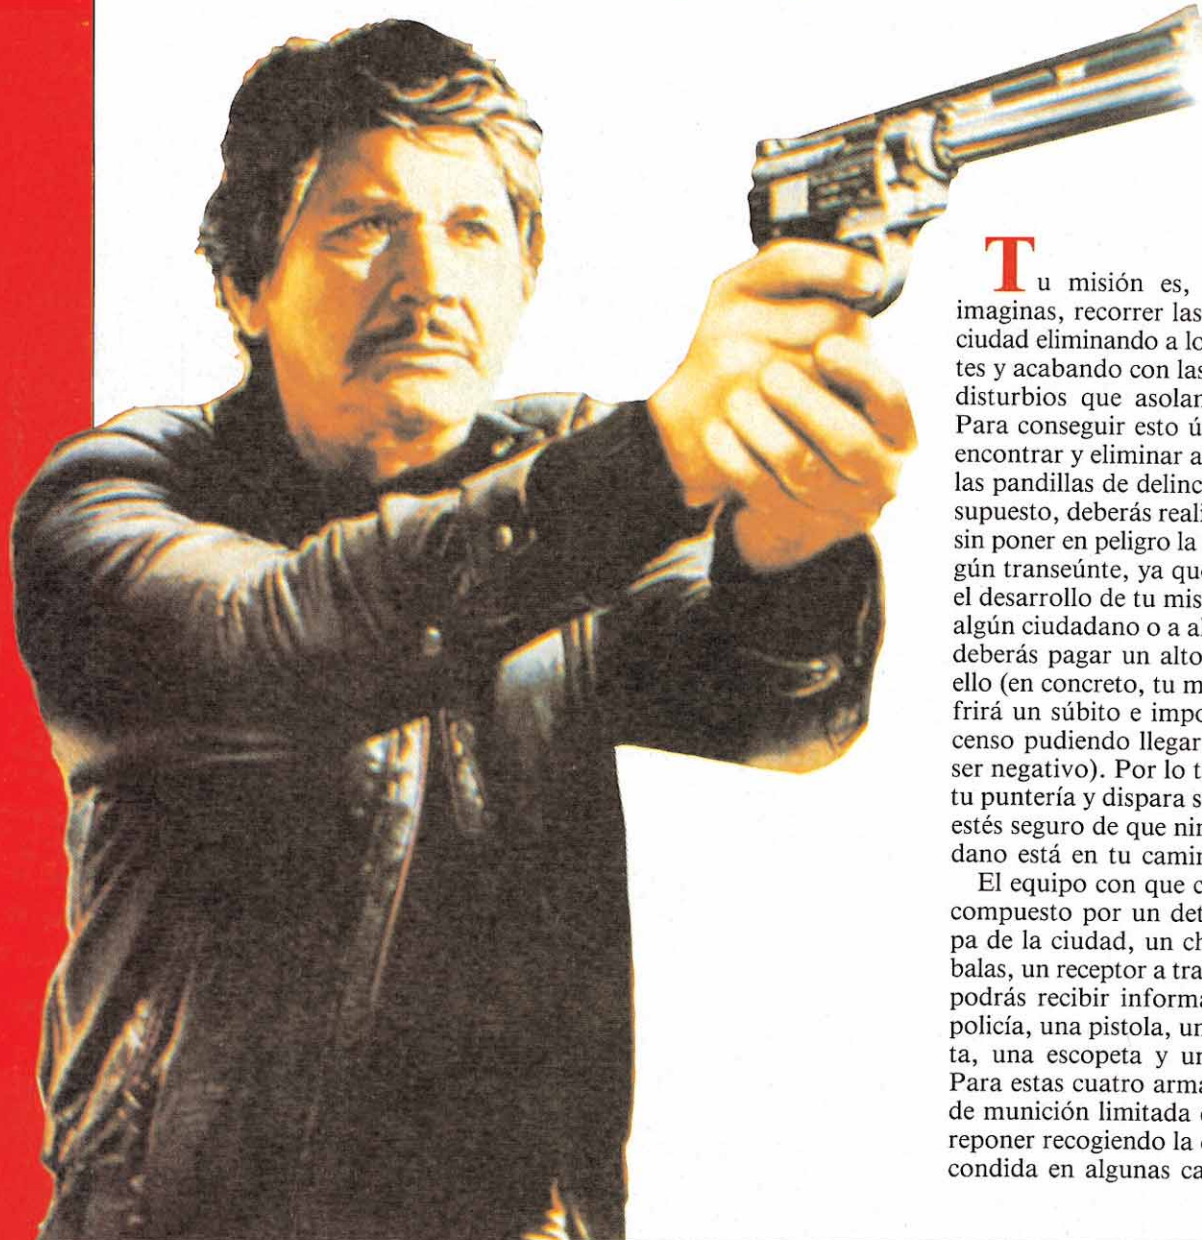 Tu misión es,
imaginas, recorrer las
ciudad eliminando a lo
tes y acabando con las
disturbios que asolan
Para conseguir esto ú
encontrar y eliminar a
las pandillas de delinc
supuesto, deberás reali
sin poner en peligro la
gún transeúnte, ya que
el desarrollo de tu mis
algún ciudadano o a al
deberás pagar un alto
ello (en concreto, tu m
frirá un súbito e impo
censo pudiendo llegar
ser negativo). Por lo t
tu puntería y dispara s
estés seguro de que nin
dano está en tu camin
El equipo con que c
compuesto por un det
pa de la ciudad, un ch
balas, un receptor a tra
podrás recibir informa
policía, una pistola, un
ta, una escopeta y un
Para estas cuatro arma
de munición limitada
reponer recogiendo la
condida en algunas ca